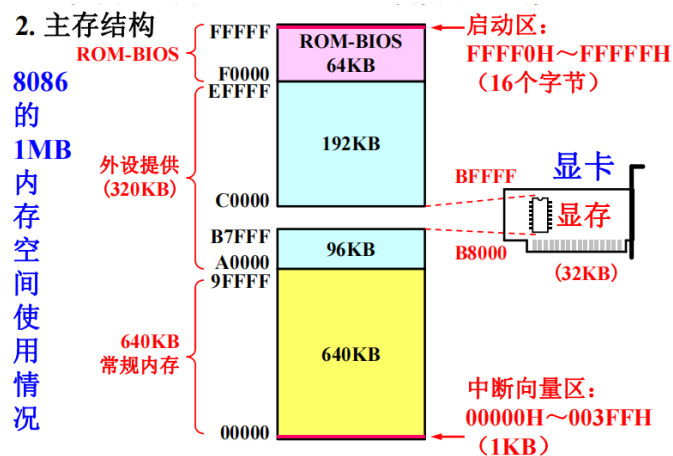 2. 主存结构
8086
的
1MB
内
存
空
间
使
用
情
况
ROM-BIOS
外设提供
(320KB)
640KB
常规内存
FFFFF
F0000
EFFFF
C0000
B7FFF
A0000
9FFFF
00000
ROM-BIOS
64KB
192KB
96KB
640KB
启动区：
FFFF0H～FFFFFH
（16个字节）
显卡
BFFFF
显存
B8000
(32KB)
中断向量区：
00000H～003FFH
（1KB）